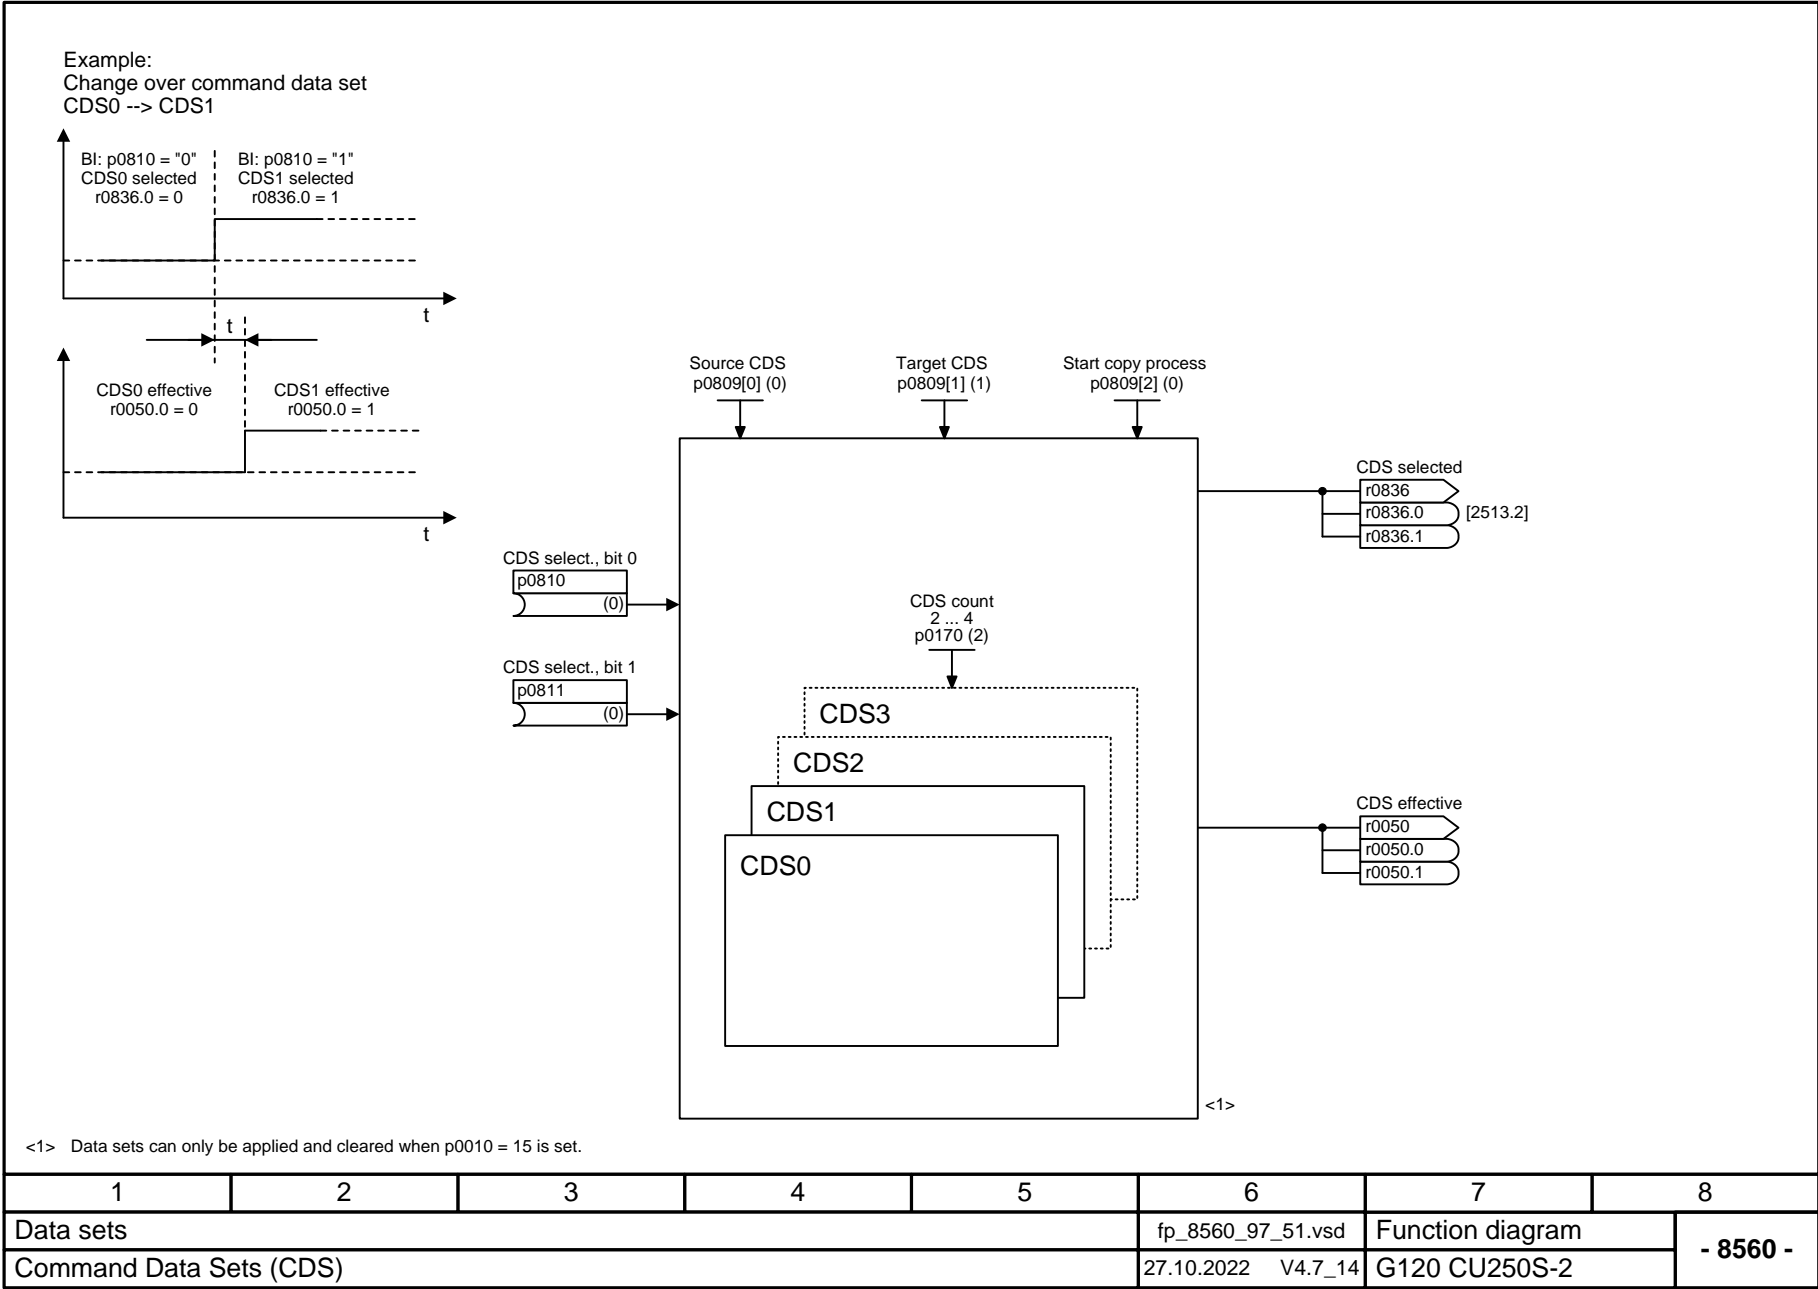 Example:
Change over command data set
CDS0 --> CDS1
BI: p0810 = "0"
CDS0 selected
r0836.0 = 0
BI: p0810 = "1"
CDS1 selected
r0836.0 = 1
t
t
CDS0 effective
r0050.0 = 0
CDS1 effective
r0050.0 = 1
t
Source CDS
p0809[0] (0)
Target CDS
p0809[1] (1)
Start copy process
p0809[2] (0)
CDS selected
r0836
r0836.0
[2513.2]
r0836.1
CDS select., bit 0
p0810
(0)
CDS count
2 ... 4
p0170 (2)
CDS select., bit 1
p0811
(0)
CDS3
CDS2
CDS1
CDS0
CDS effective
r0050
r0050.0
r0050.1
<1>
<1> Data sets can only be applied and cleared when p0010 = 15 is set.
1 2 3 4 5 6 7 8
Data sets
fp_8560_97_51.vsd
Function diagram
- 8560 -
Command Data Sets (CDS)
27.10.2022 V4.7_14
G120 CU250S-2